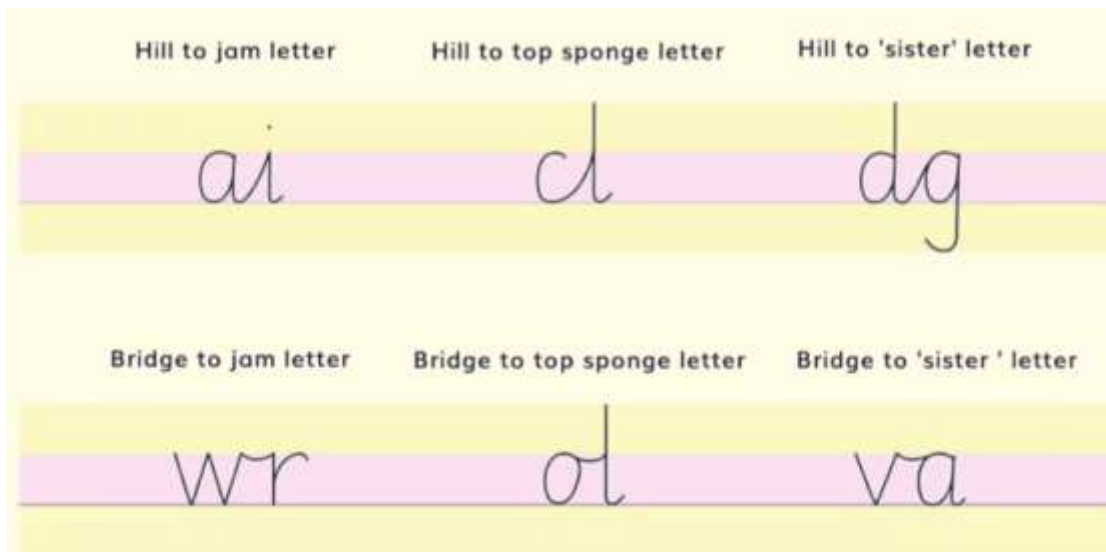 Hill to jam letter Hill to top sponge letter Hill to 'sister' letter
ai cl dg
Bridge to jam letter Bridge to top sponge letter Bridge to 'sister ' letter
wr ol va